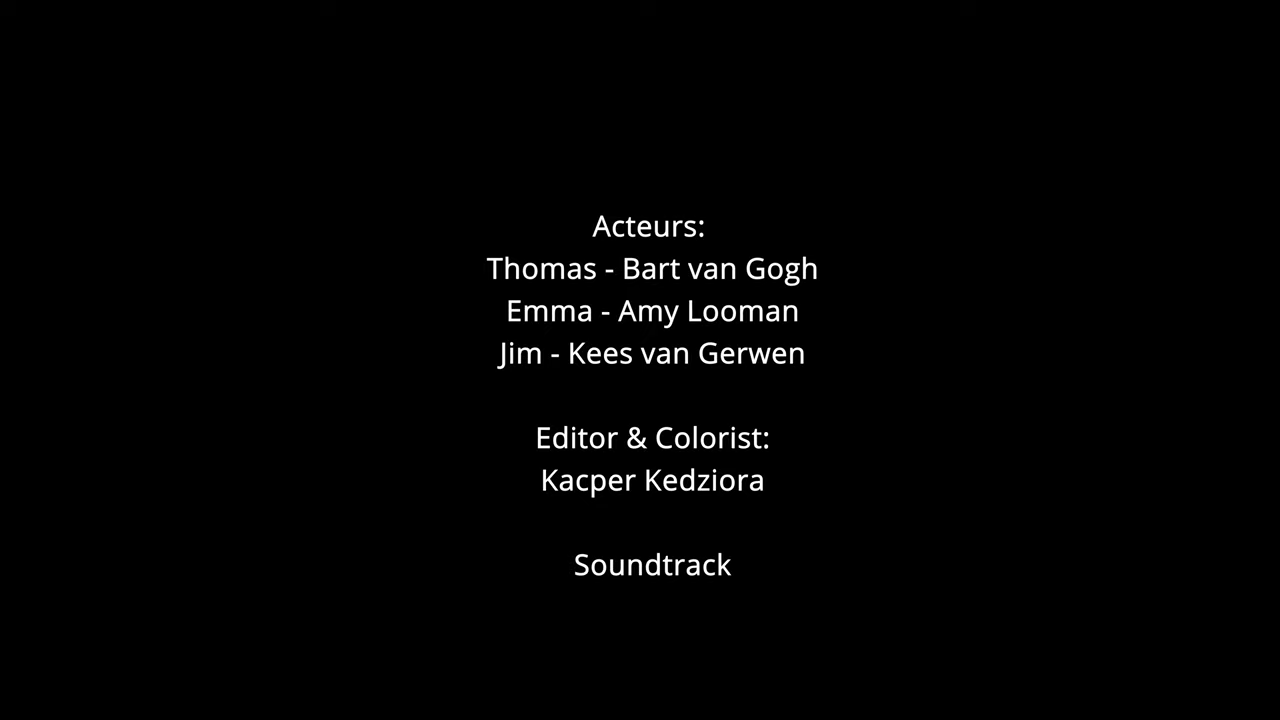 Acteurs:
Thomas - Bart van Gogh
Emma - Amy Looman
Jim - Kees van Gerwen
Editor & Colorist:
Kacper Kedziora
Soundtrack